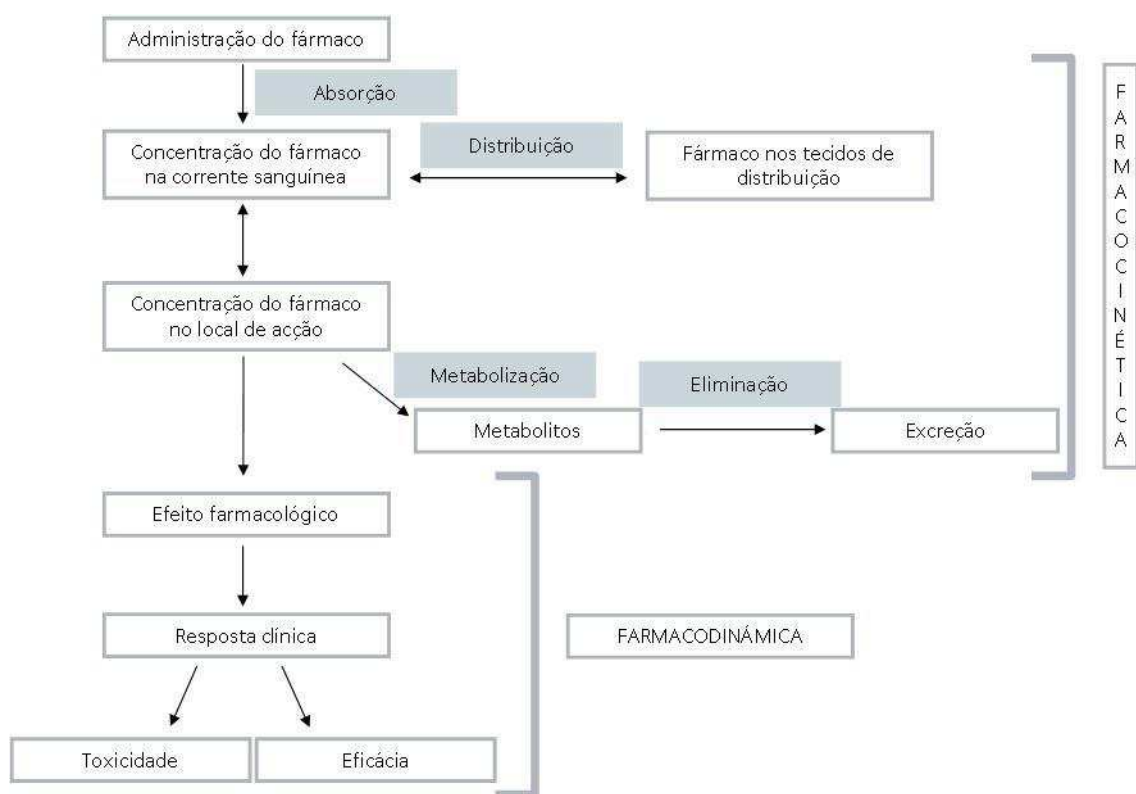 Administração do fármaco
Absorção
Concentração do fármaco
na corrente sanguínea
Distribuição
Fármaco nos tecidos de
distribuição
Concentração do fármaco
no local de acção
Metabolização
Eliminação
Metabolitos
Excreção
FARMACOCINÉTICA
Efeito farmacológico
Resposta clínica
FARMACODINÁMICA
Toxicidade
Eficácia